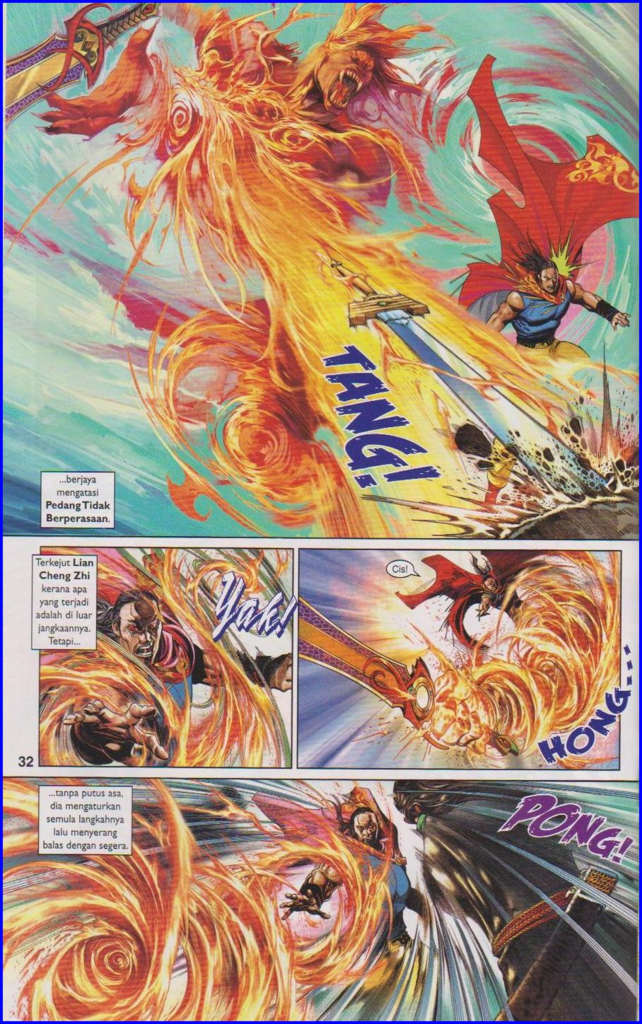 TANG!
...berjaya
mengatasi
Pedang Tidak
Berperasaan.
Terkejut Lian
Cheng Zhi
kerana apa
yang terjadi
adalah di luar
jangkaannya.
Tetapi...
Yak!
Cis!
HONG...
32
...tanpa putus asa,
dia mengaturkan
semula langkahnya
lalu menyerang
balas dengan segera.
PONG!